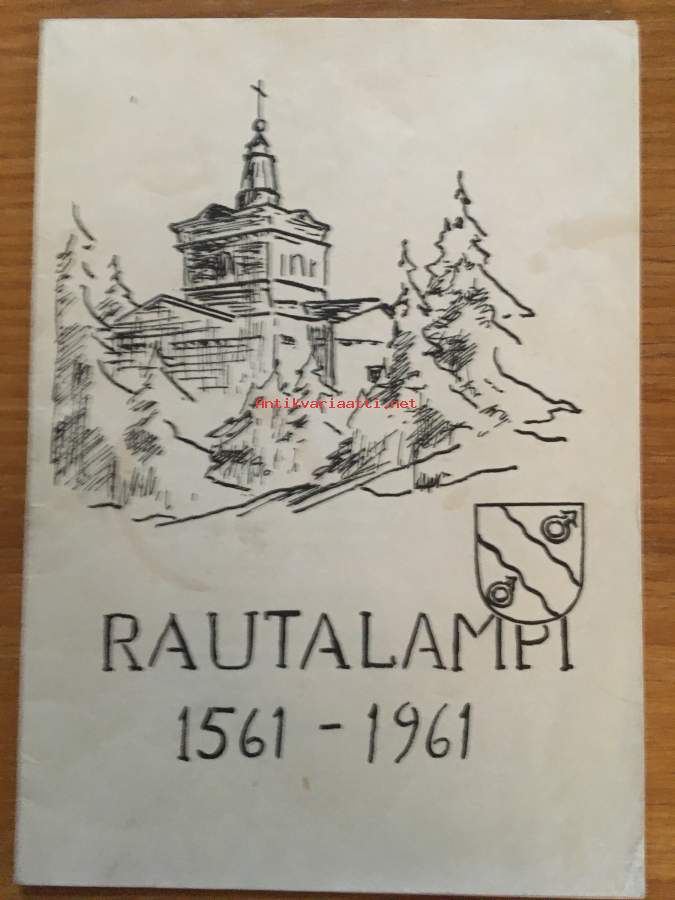 Antikvariaatti.net
RAUTALAMPI
1561 - 1961